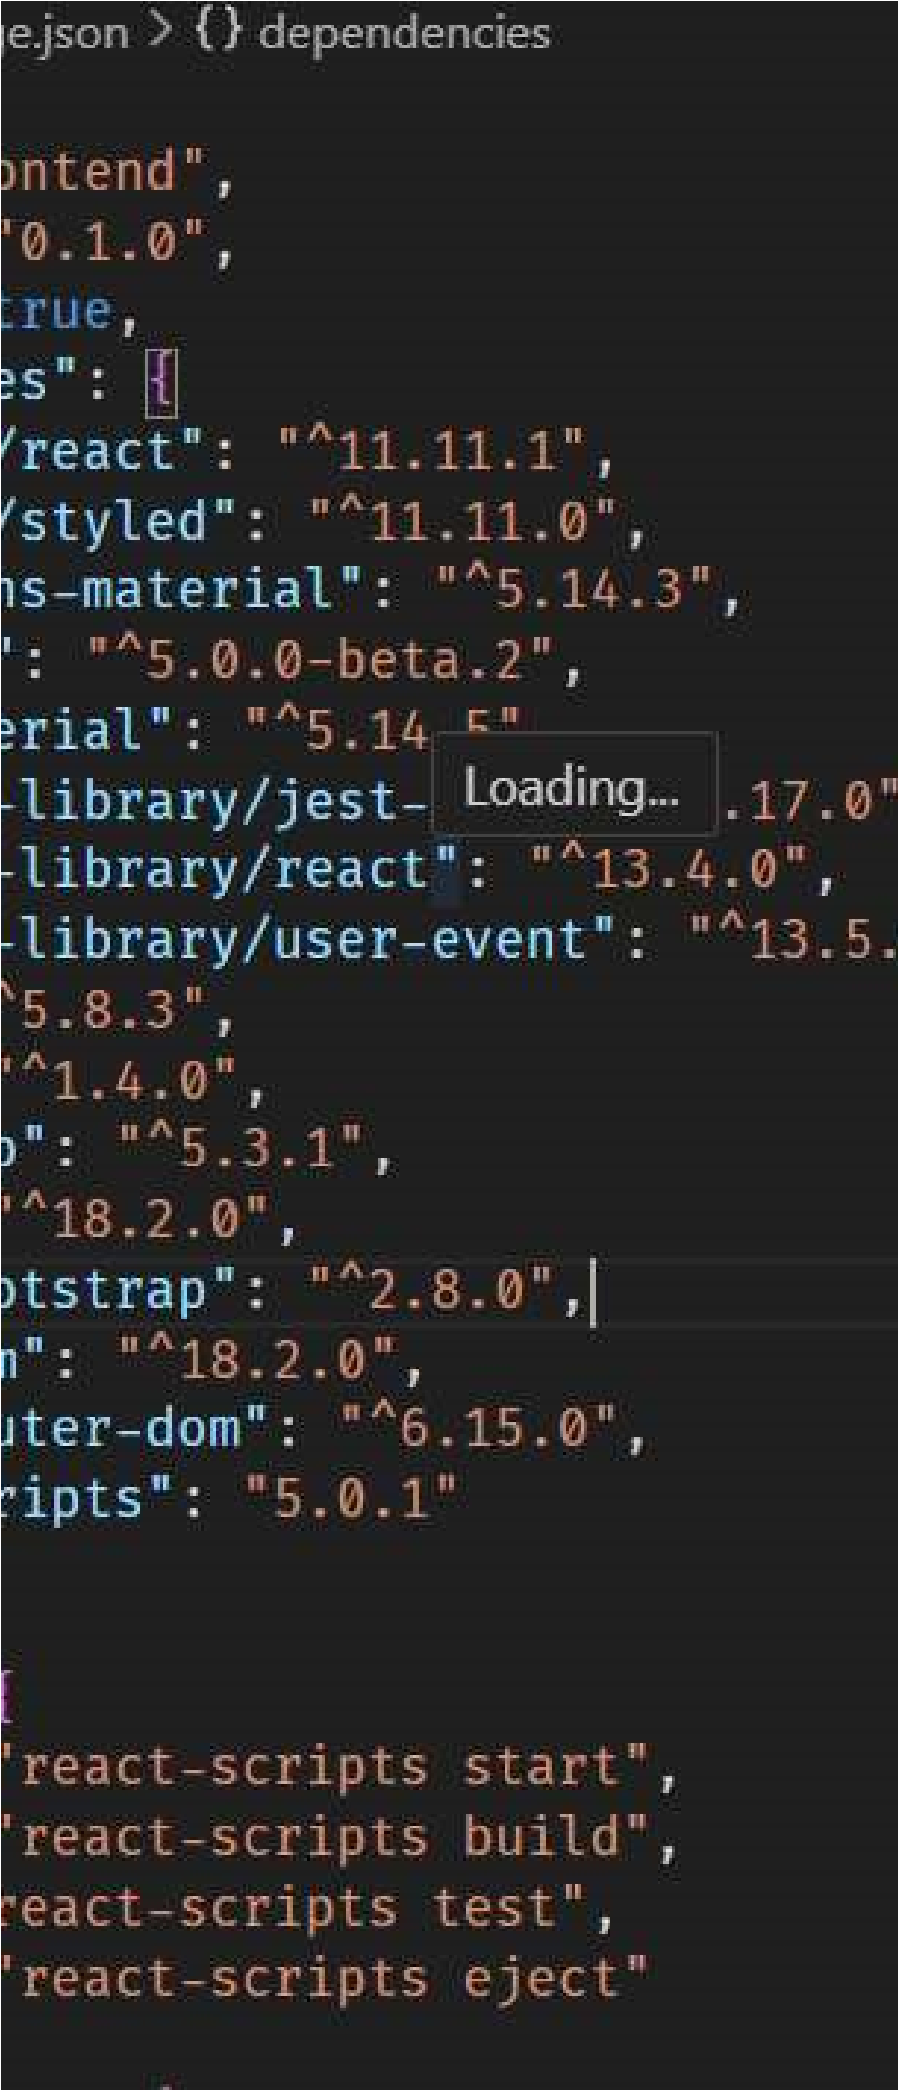 ge.json > {} dependencies
ontend",
"0.1.0",
true,
es": {
/react": "^11.11.1",
/styled": "^11.11.0",
ns-material": "^5.14.3",
": "^5.0.0-beta.2",
erial": "^5.14.5"
-library/jest- Loading... .17.0"
-library/react": "^13.4.0",
-library/user-event": "^13.5.
^5.8.3",
"^1.4.0",
p": "^5.3.1",
"^18.2.0",
otstrap": "^2.8.0",
m": "^18.2.0",
uter-dom": "^6.15.0",
ripts": "5.0.1"
{
"react-scripts start",
"react-scripts build",
react-scripts test",
"react-scripts eject"